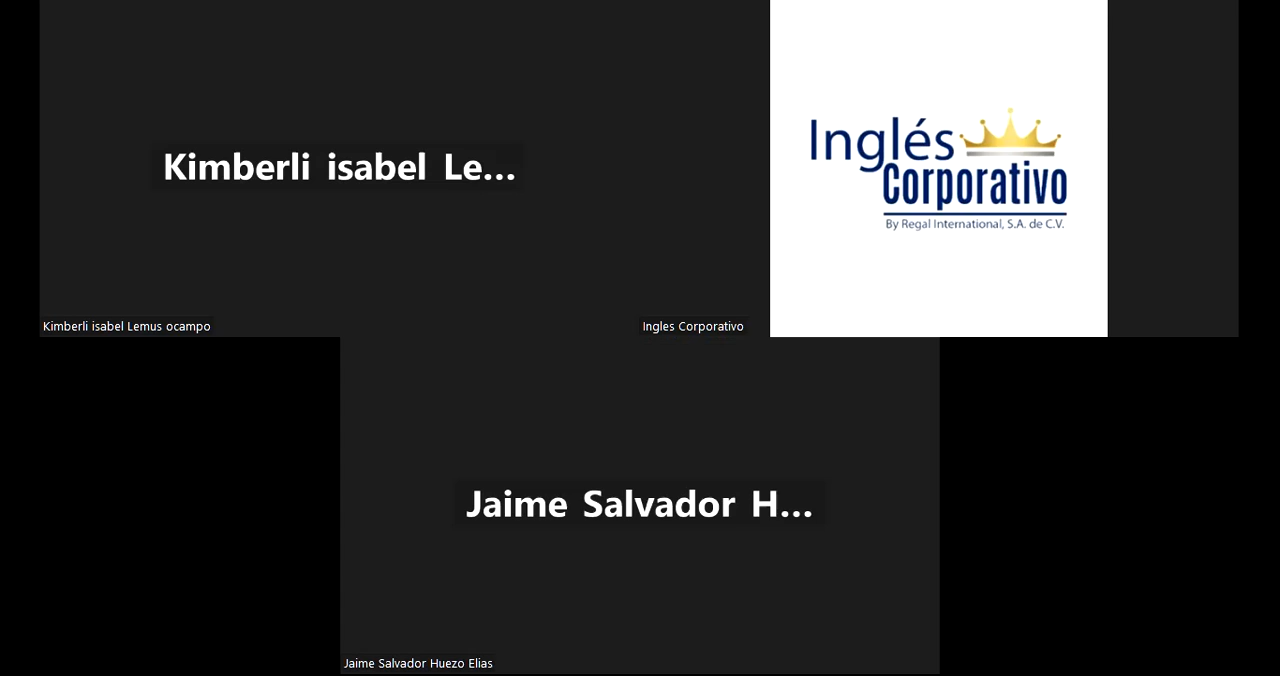 Kimberli isabel Le...
Kimberli isabel Lemus ocampo
Inglés
Corporativo
By Regal International, S.A. de C.V.
Ingles Corporativo
Jaime Salvador H...
Jaime Salvador Huezo Elias